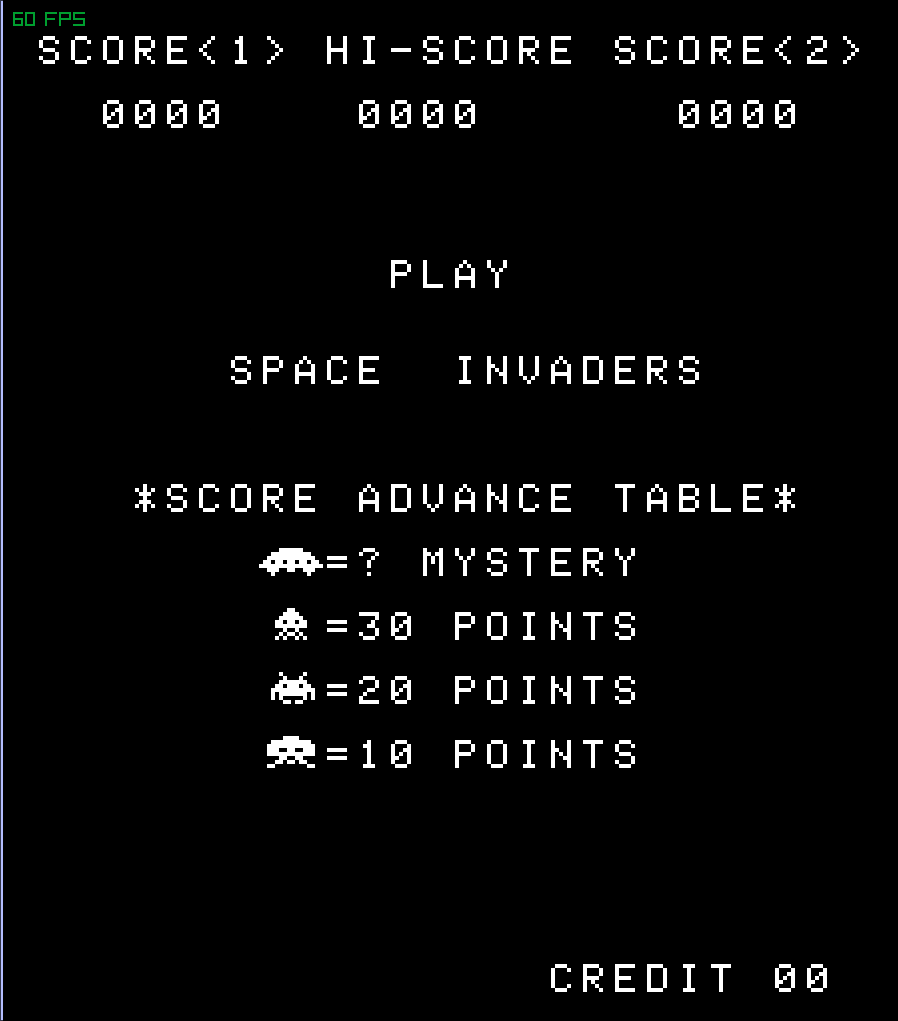 60 FPS
SCORE<1> HI-SCORE SCORE<2>
0000 0000 0000
PLAY
SPACE INVADERS
*SCORE ADVANCE TABLE*
=? MYSTERY
=30 POINTS
=20 POINTS
=10 POINTS
CREDIT 00